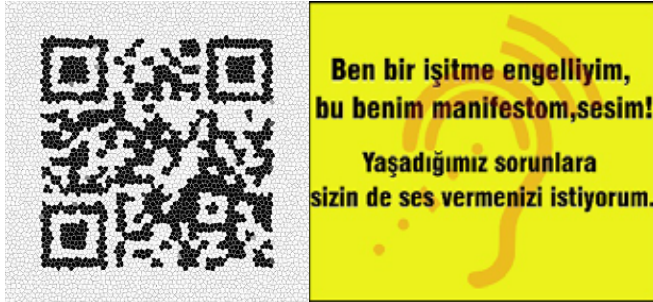 Ben bir işitme engelliyim,
bu benim manifestom,sesim!
Yaşadığımız sorunlara
sizin de ses vermenizi istiyorum.